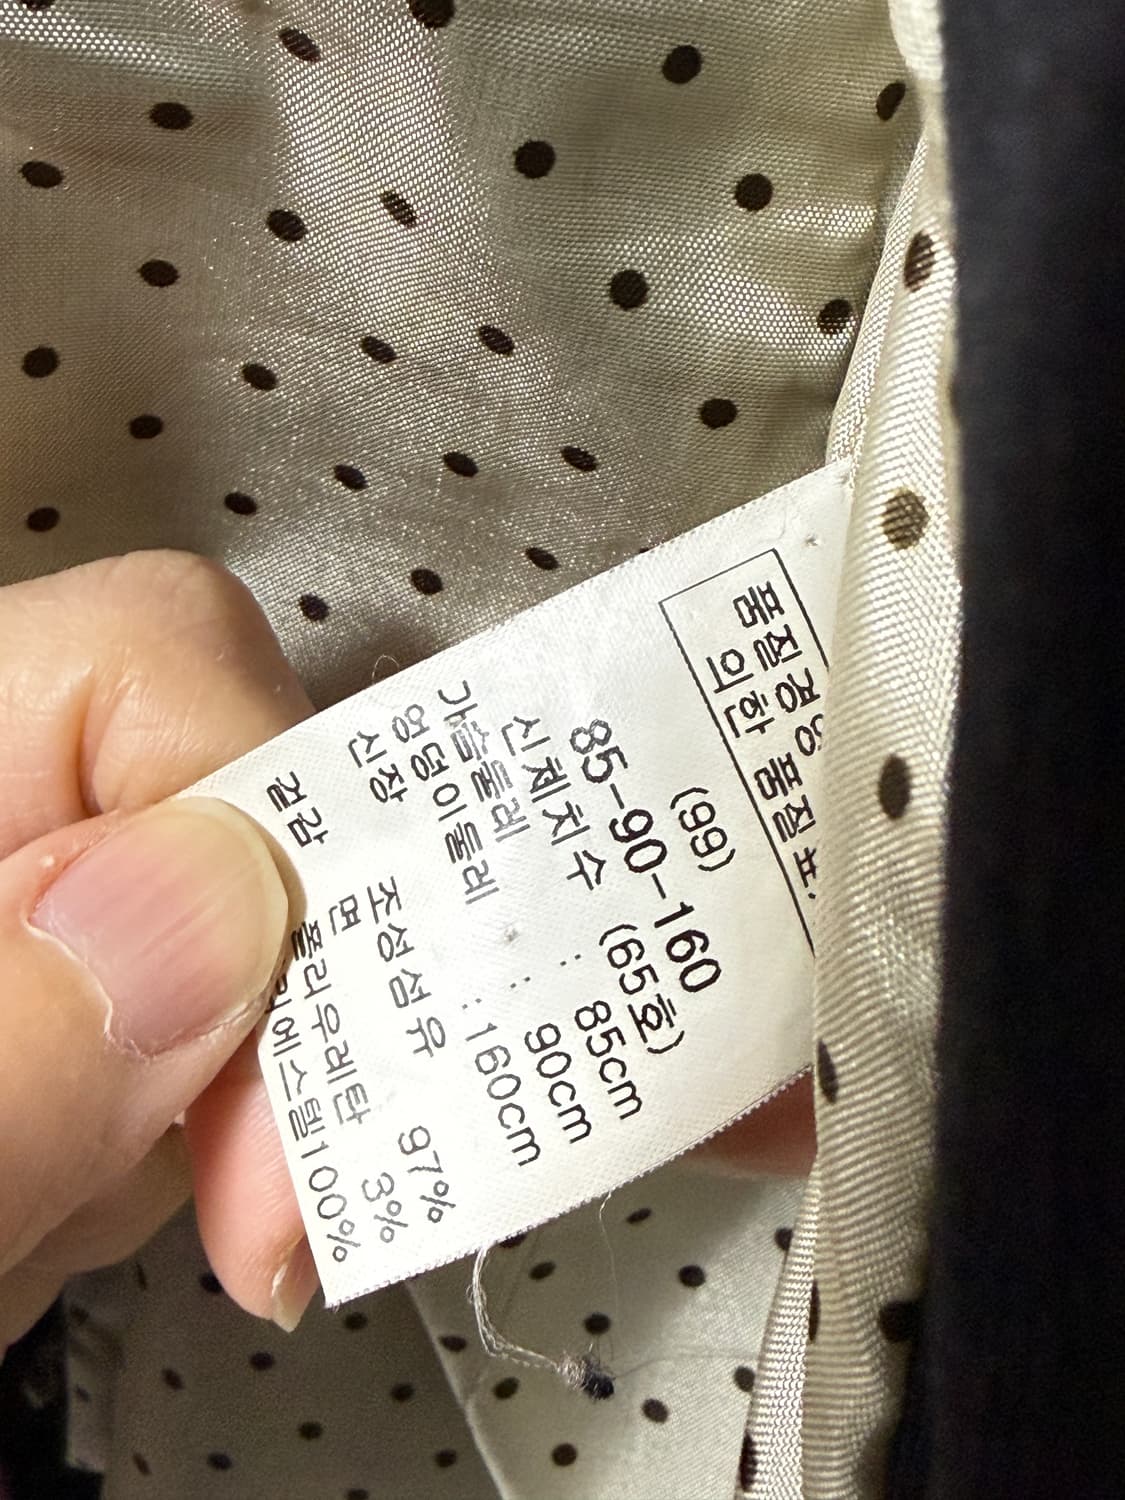 품질경영
의한 품질표
(99)
85-90-160
신체치수 (65호)
가슴둘레 : 85cm
엉덩이둘레 : 90cm
신장 : 160cm
조성섬유
겉감 면 97%
폴리우레탄 3%
에스텔100%